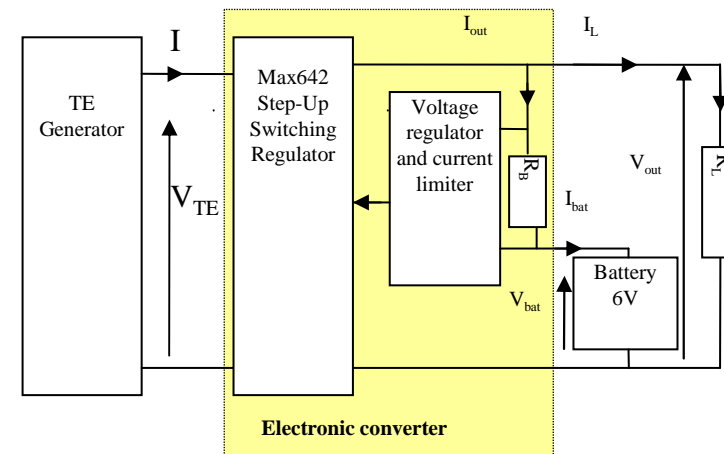 I
I_out
I_L
TE
Generator
Max642
Step-Up
Switching
Regulator
Voltage
regulator
and current
limiter
R_B
V_out
R_L
V_TE
I_bat
V_bat
Battery
6V
Electronic converter